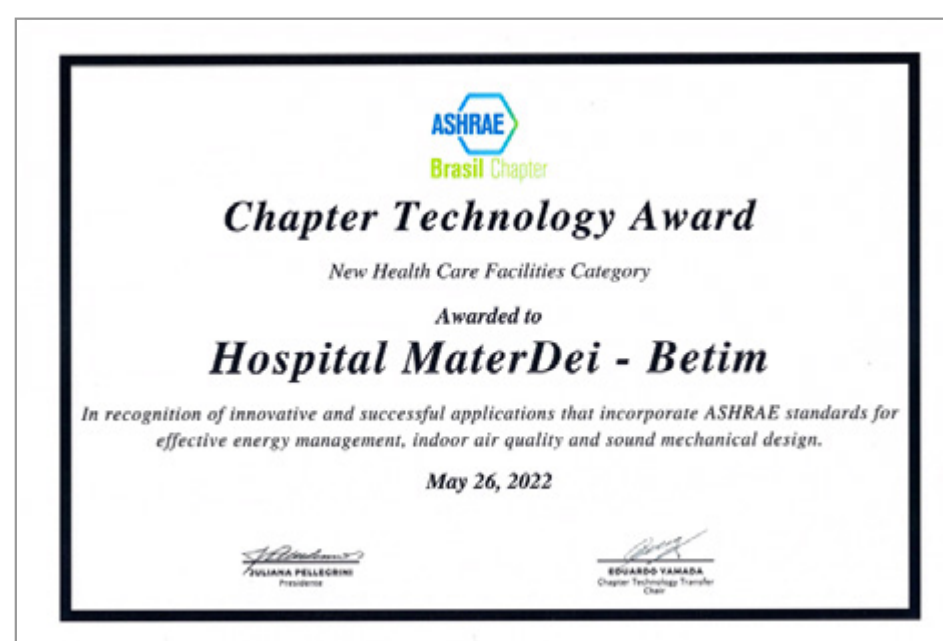 ASHRAE
Brasil Chapter
Chapter Technology Award
New Health Care Facilities Category
Awarded to
Hospital MaterDei - Betim
In recognition of innovative and successful applications that incorporate ASHRAE standards for
effective energy management, indoor air quality and sound mechanical design.
May 26, 2022
JULIANA PELLEGRINI
Presidente
EDUARDO YAMADA
Chapter Technology Transfer
Chair